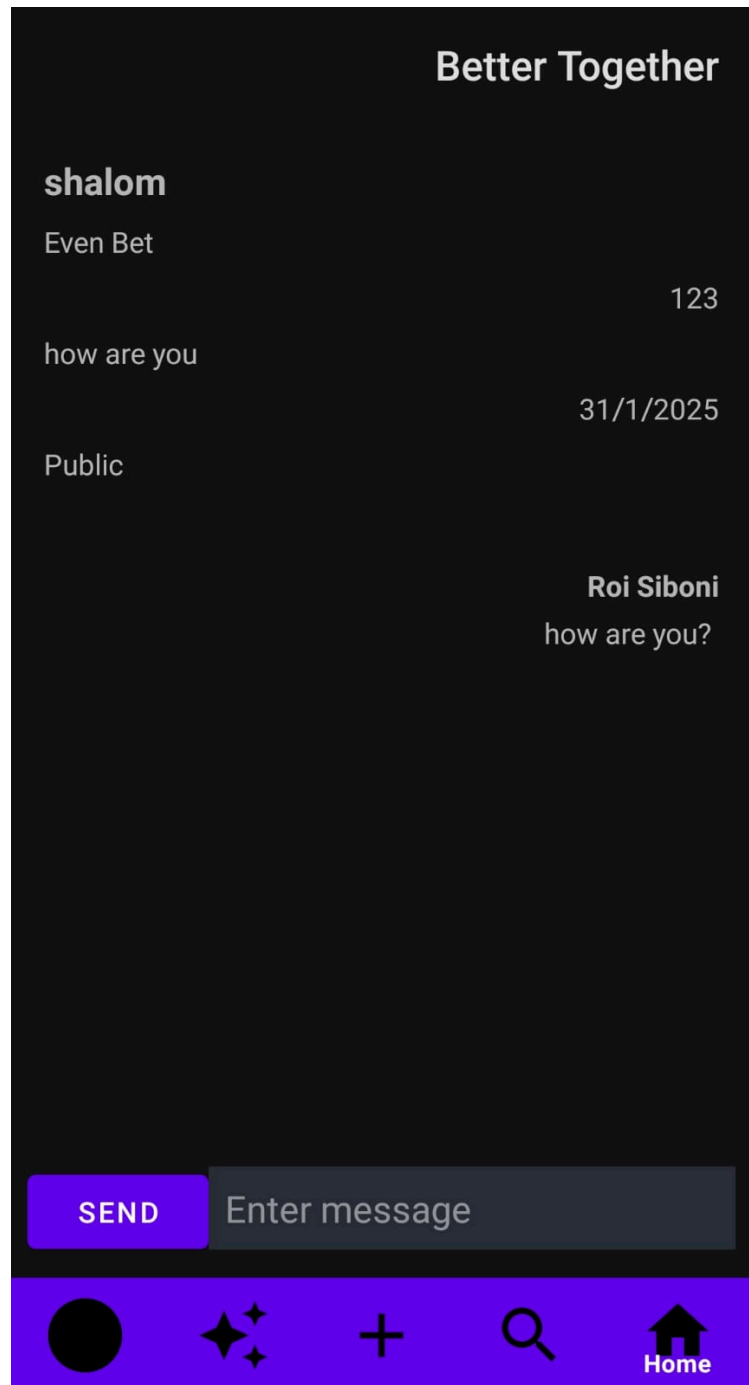 Better Together
shalom
Even Bet
123
how are you
31/1/2025
Public
Roi Siboni
how are you?
SEND
Enter message
Home